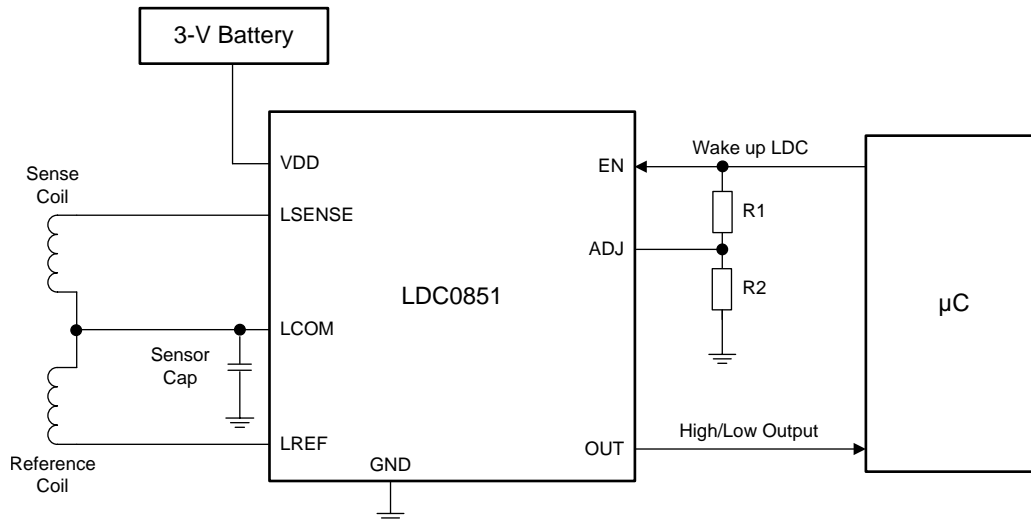 3-V Battery
VDD
EN
Wake up LDC
Sense
Coil
LSENSE
R1
ADJ
R2
LDC0851
µC
LCOM
Sensor
Cap
LREF
OUT
High/Low Output
GND
Reference
Coil